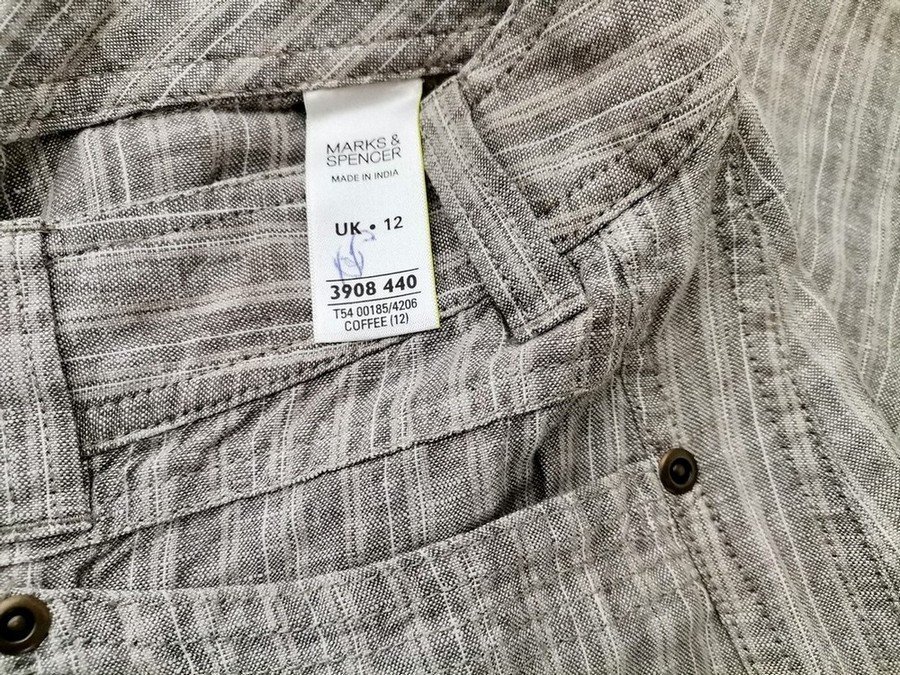 MARKS &
SPENCER
MADE IN INDIA
UK • 12
3908 440
T54 00185/4206
COFFEE (12)